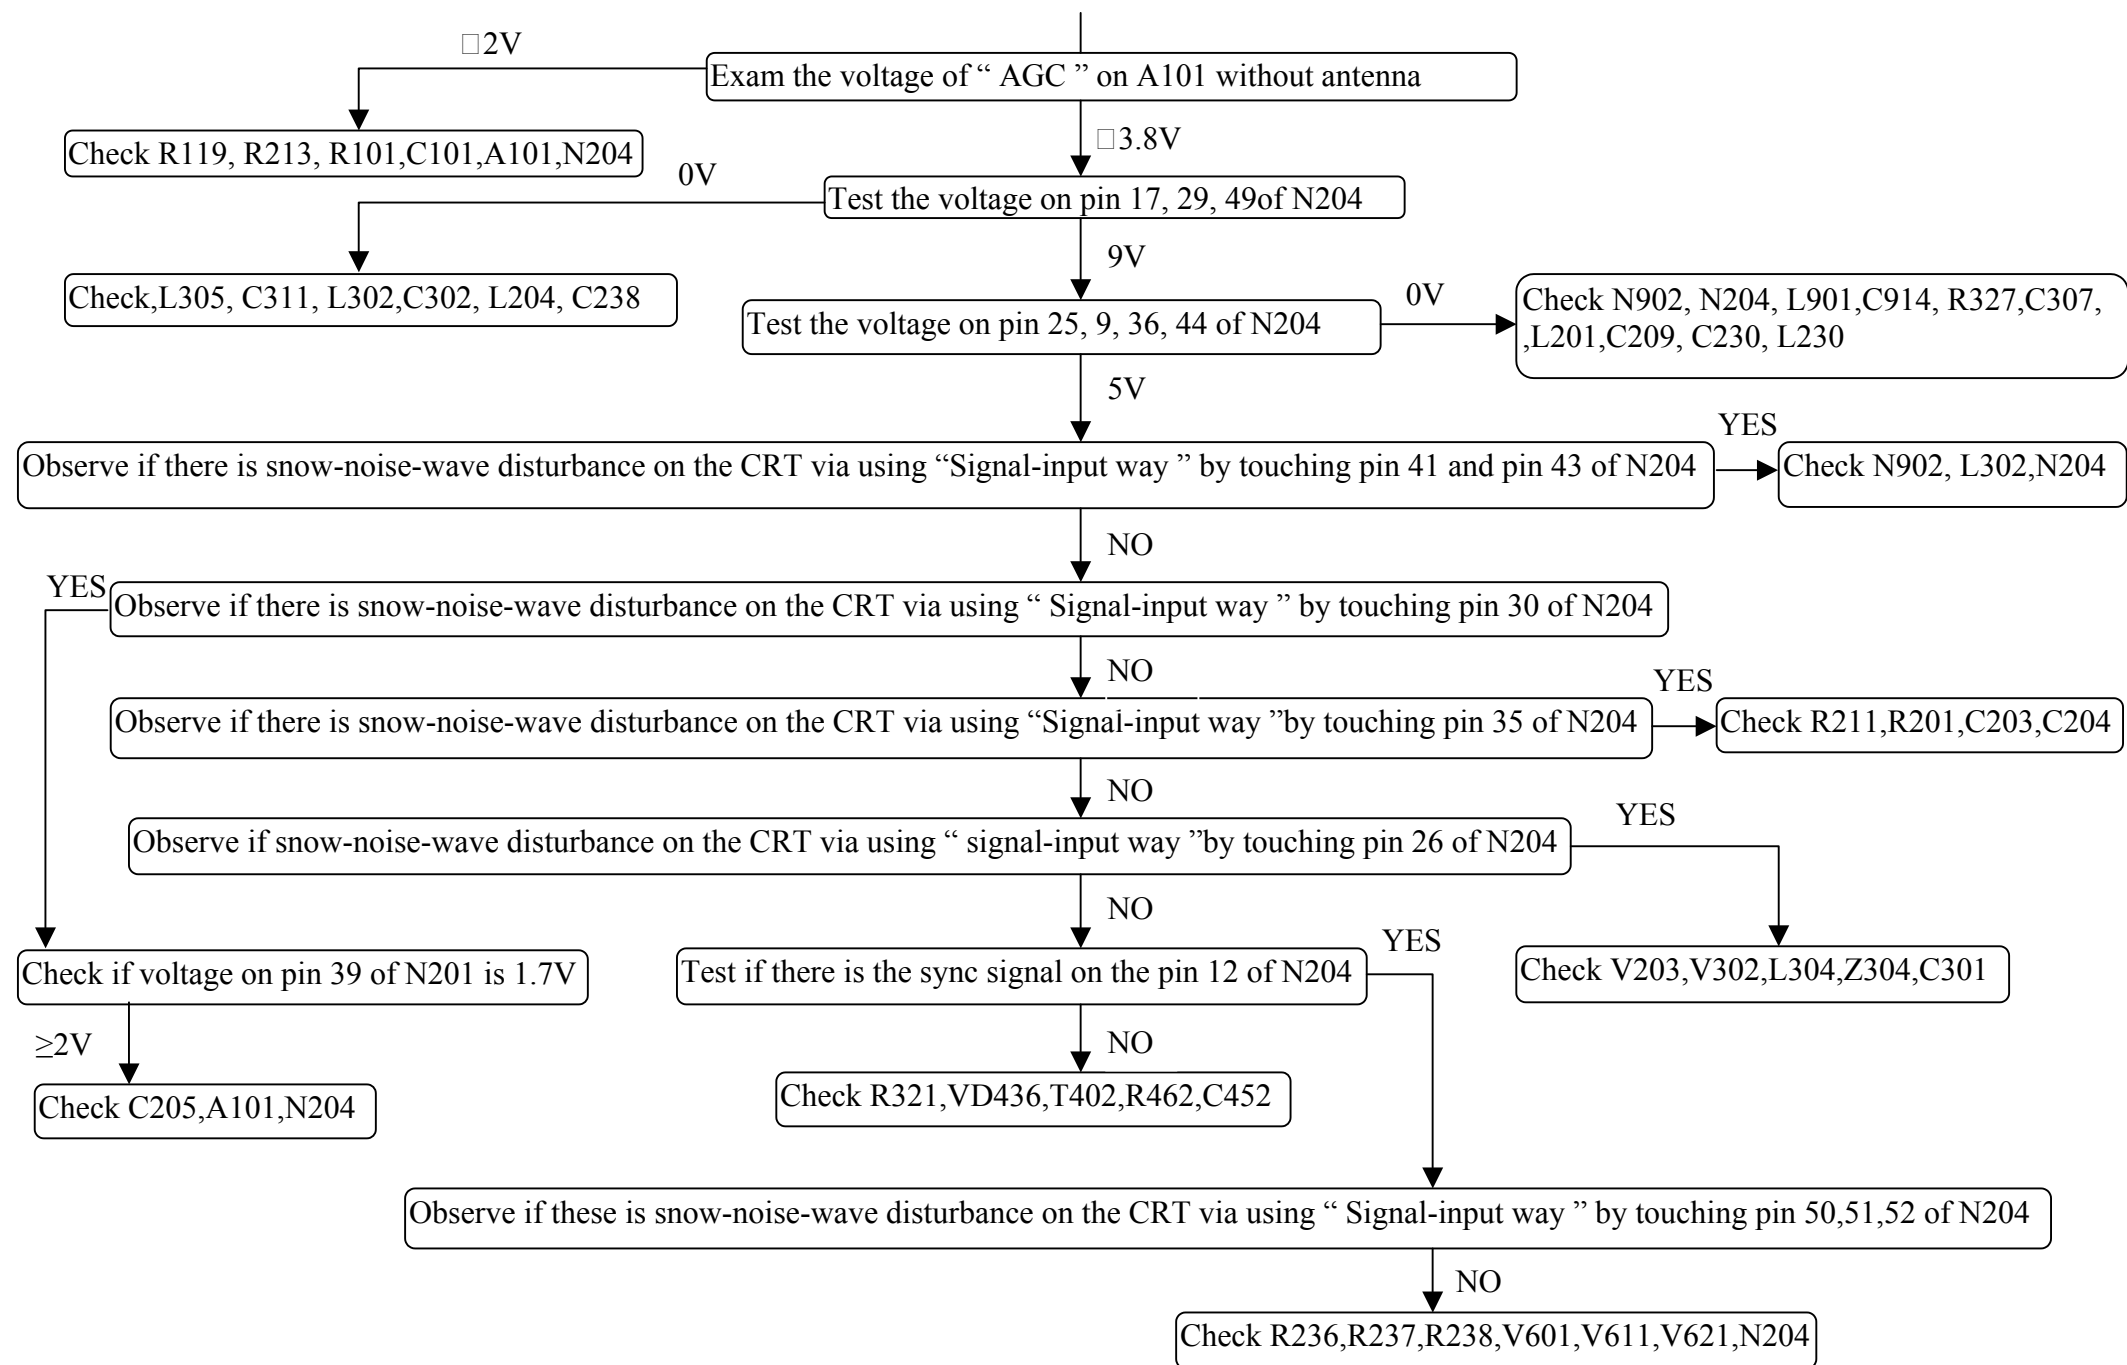 □2V
Exam the voltage of “ AGC ” on A101 without antenna
□3.8V
Check R119, R213, R101,C101,A101,N204
0V
Test the voltage on pin 17, 29, 49of N204
9V
Check,L305, C311, L302,C302, L204, C238
Test the voltage on pin 25, 9, 36, 44 of N204
0V
Check N902, N204, L901,C914, R327,C307,
,L201,C209, C230, L230
5V
Observe if there is snow-noise-wave disturbance on the CRT via using “Signal-input way ” by touching pin 41 and pin 43 of N204
YES
Check N902, L302,N204
NO
YES
Observe if there is snow-noise-wave disturbance on the CRT via using “ Signal-input way ” by touching pin 30 of N204
NO
Observe if there is snow-noise-wave disturbance on the CRT via using “Signal-input way ”by touching pin 35 of N204
YES
Check R211,R201,C203,C204
NO
Observe if snow-noise-wave disturbance on the CRT via using “ signal-input way ”by touching pin 26 of N204
YES
NO
Check if voltage on pin 39 of N201 is 1.7V
Test if there is the sync signal on the pin 12 of N204
YES
Check V203,V302,L304,Z304,C301
≥2V
NO
Check C205,A101,N204
Check R321,VD436,T402,R462,C452
Observe if these is snow-noise-wave disturbance on the CRT via using “ Signal-input way ” by touching pin 50,51,52 of N204
NO
Check R236,R237,R238,V601,V611,V621,N204